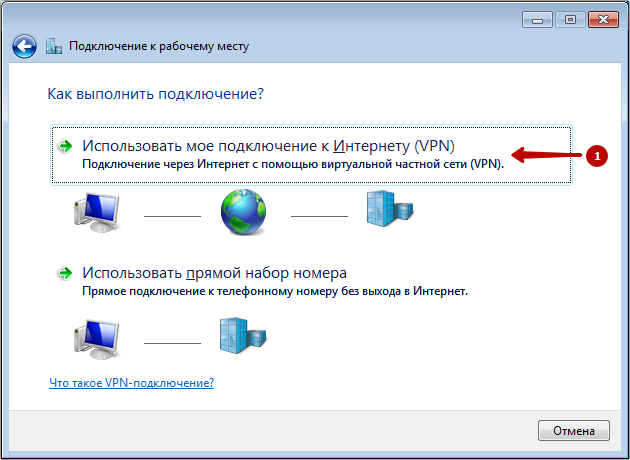 Подключение к рабочему месту
Как выполнить подключение?
Использовать мое подключение к Интернету (VPN)
Подключение через Интернет с помощью виртуальной частной сети (VPN).
1
Использовать прямой набор номера
Прямое подключение к телефонному номеру без выхода в Интернет.
Что такое VPN-подключение?
Отмена